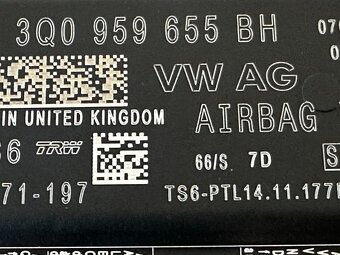 3Q0 959 655 BH
VW AG
IN UNITED KINGDOM
AIRBAG
TRW
66/S 7D
71-197
TS6-PTL14.11.177